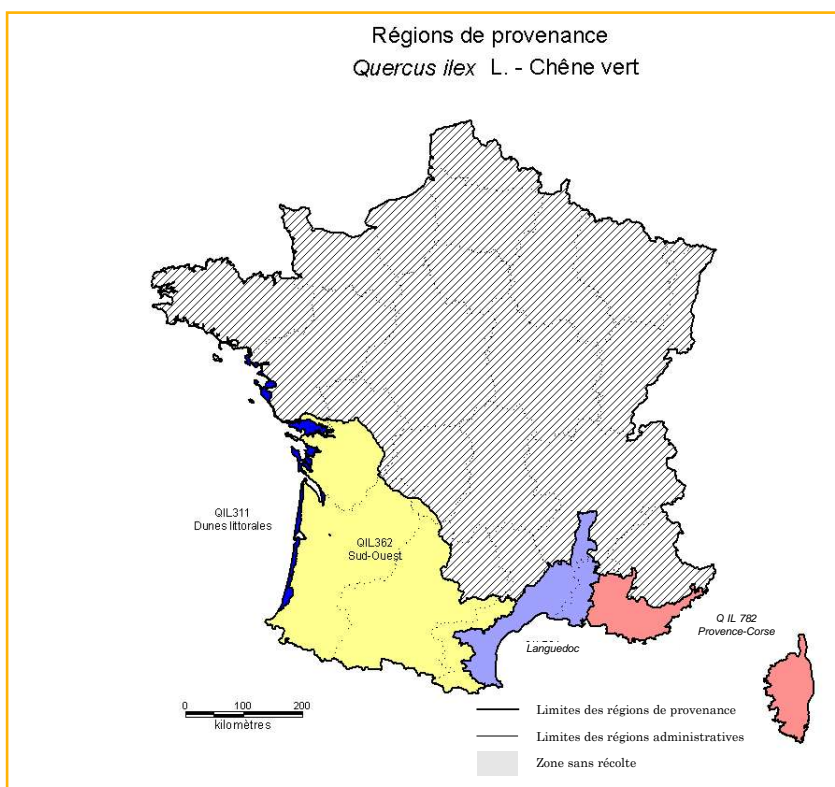 Régions de provenance
Quercus ilex L. - Chêne vert
QIL311
Dunes littorales
QIL362
Sud-Ouest
Q IL 782
Provence-Corse
Languedoc
0 100 200
kilomètres
Limites des régions de provenance
Limites des régions administratives
Zone sans récolte